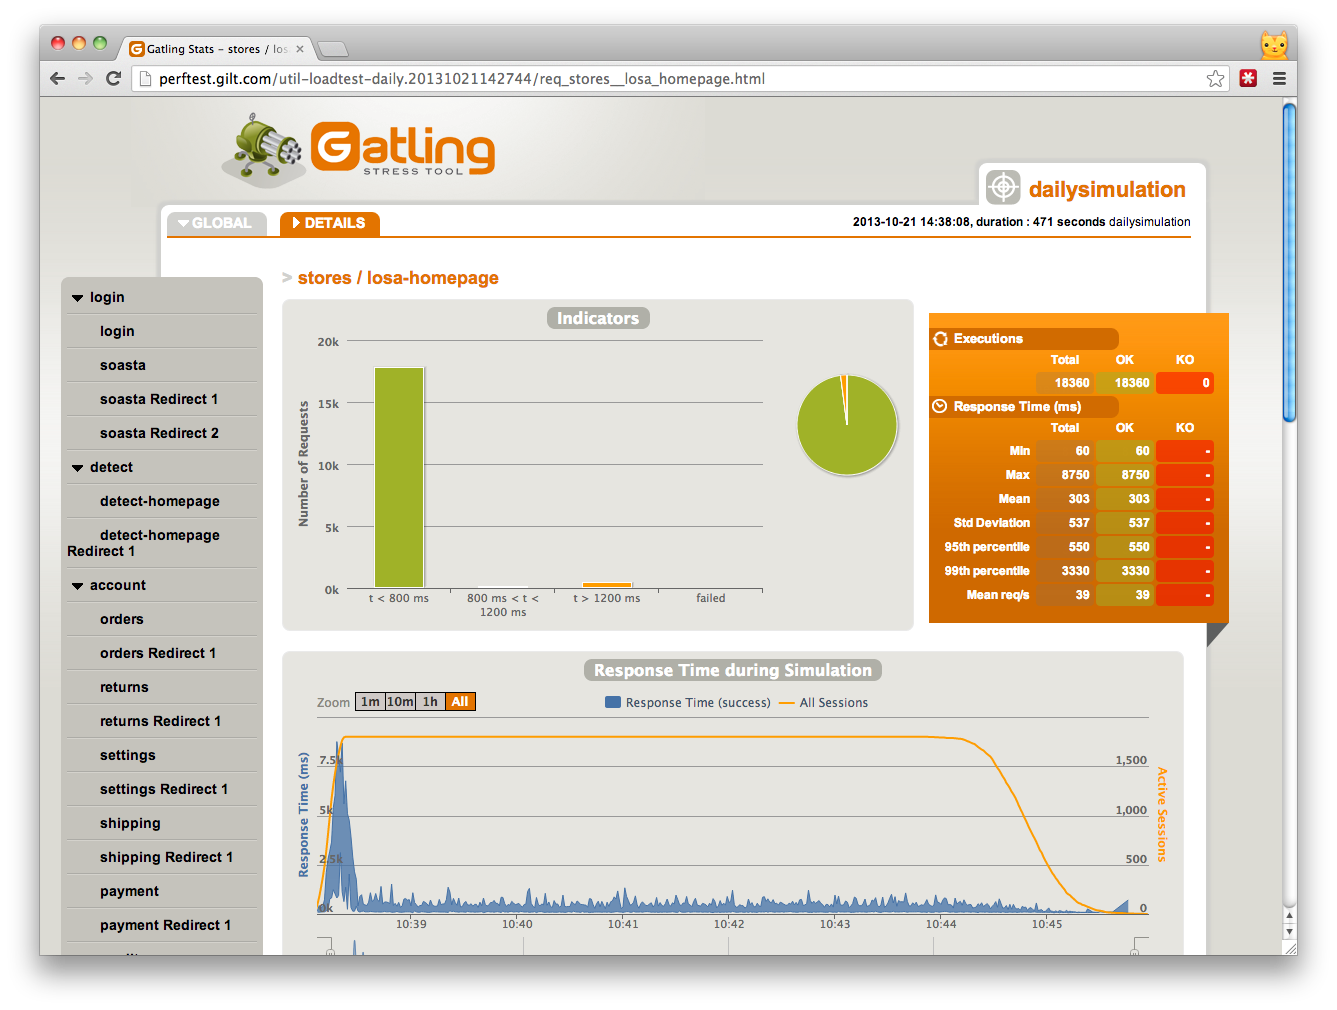 Gatling Stats – stores / los
perftest.gilt.com/util-loadtest-daily.20131021142744/req_stores__losa_homepage.html
Gatling
STRESS TOOL
dailysimulation
GLOBAL
DETAILS
2013-10-21 14:38:08, duration : 471 seconds dailysimulation
> stores / losa-homepage
login
login
soasta
soasta Redirect 1
soasta Redirect 2
detect
detect-homepage
detect-homepage
Redirect 1
account
orders
orders Redirect 1
returns
returns Redirect 1
settings
settings Redirect 1
shipping
shipping Redirect 1
payment
payment Redirect 1
Indicators
Number of Requests
20k
15k
10k
5k
0k
t < 800 ms
800 ms < t <
1200 ms
t > 1200 ms
failed
Executions
Total OK KO
18360 18360 0
Response Time (ms)
Total OK KO
Min 60 60 -
Max 8750 8750 -
Mean 303 303 -
Std Deviation 537 537 -
95th percentile 550 550 -
99th percentile 3330 3330 -
Mean req/s 39 39 -
Response Time during Simulation
Zoom 1m 10m 1h All
Response Time (success) All Sessions
Response Time (ms)
7.5k
5k
2.5k
0k
1,500
1,000
500
0
Active Sessions
10:39 10:40 10:41 10:42 10:43 10:44 10:45